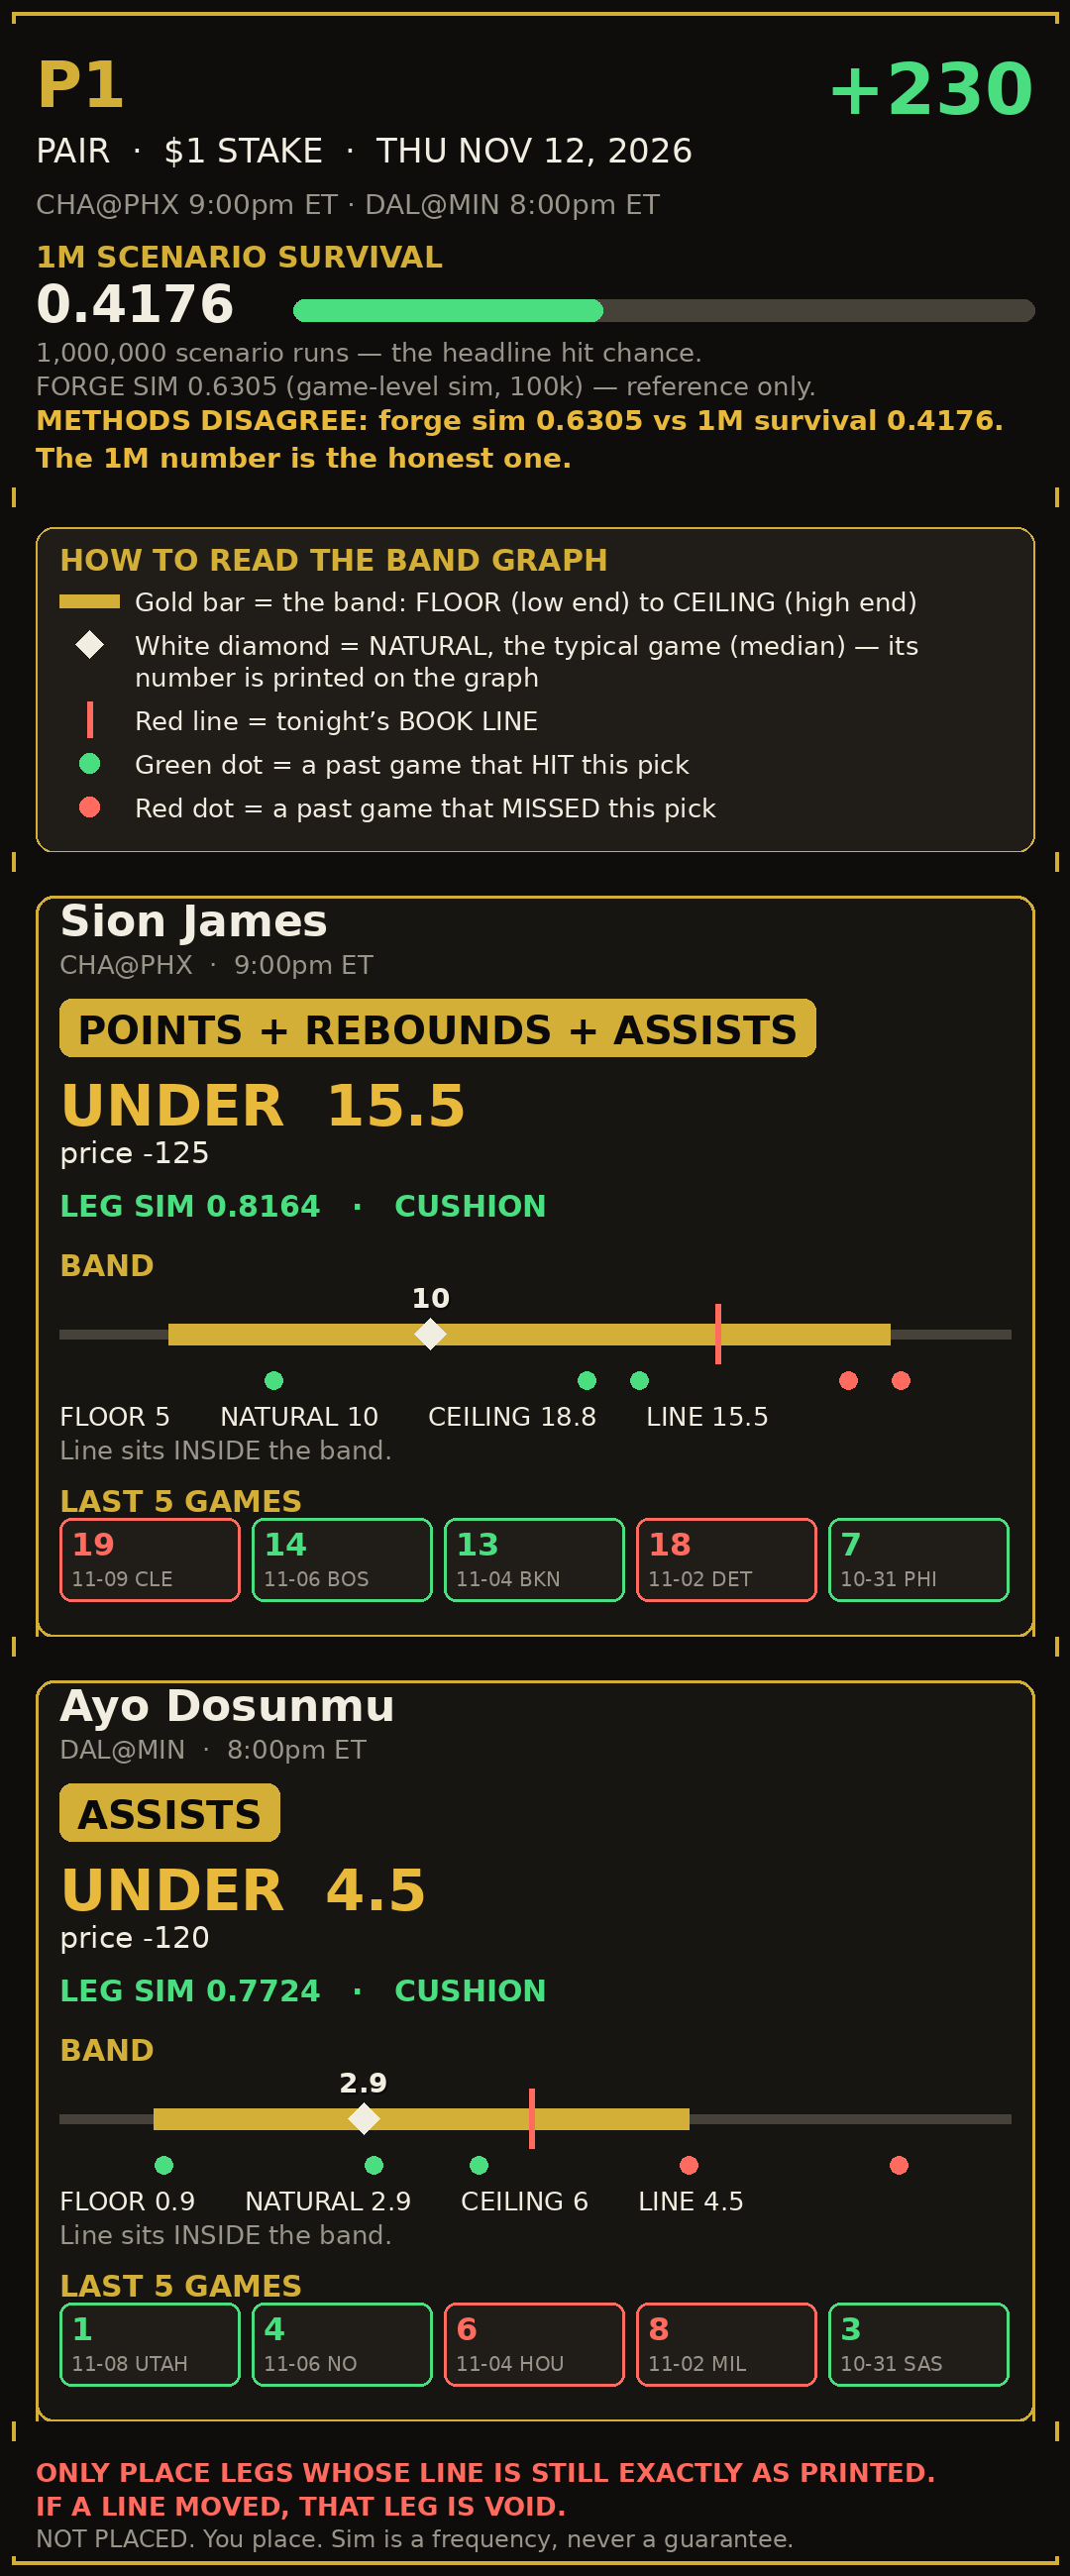 P1
+230
PAIR · $1 STAKE · THU NOV 12, 2026
CHA@PHX 9:00pm ET · DAL@MIN 8:00pm ET
1M SCENARIO SURVIVAL
0.4176
1,000,000 scenario runs — the headline hit chance.
FORGE SIM 0.6305 (game-level sim, 100k) — reference only.
METHODS DISAGREE: forge sim 0.6305 vs 1M survival 0.4176.
The 1M number is the honest one.
HOW TO READ THE BAND GRAPH
Gold bar = the band: FLOOR (low end) to CEILING (high end)
White diamond = NATURAL, the typical game (median) — its
number is printed on the graph
Red line = tonight’s BOOK LINE
Green dot = a past game that HIT this pick
Red dot = a past game that MISSED this pick
Sion James
CHA@PHX · 9:00pm ET
POINTS + REBOUNDS + ASSISTS
UNDER 15.5
price -125
LEG SIM 0.8164 · CUSHION
BAND
10
FLOOR 5 NATURAL 10 CEILING 18.8 LINE 15.5
Line sits INSIDE the band.
LAST 5 GAMES
19 14 13 18 7
11-09 CLE 11-06 BOS 11-04 BKN 11-02 DET 10-31 PHI
Ayo Dosunmu
DAL@MIN · 8:00pm ET
ASSISTS
UNDER 4.5
price -120
LEG SIM 0.7724 · CUSHION
BAND
2.9
FLOOR 0.9 NATURAL 2.9 CEILING 6 LINE 4.5
Line sits INSIDE the band.
LAST 5 GAMES
1 4 6 8 3
11-08 UTAH 11-06 NO 11-04 HOU 11-02 MIL 10-31 SAS
ONLY PLACE LEGS WHOSE LINE IS STILL EXACTLY AS PRINTED.
IF A LINE MOVED, THAT LEG IS VOID.
NOT PLACED. You place. Sim is a frequency, never a guarantee.